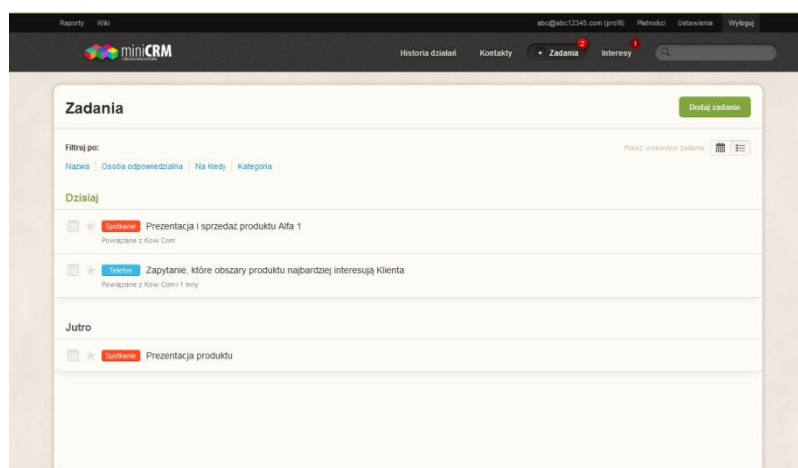 Raporty Wiki abc@abc12345.com (profil) Płatności Ustawienia Wyloguj
miniCRM Historia działań Kontakty + Zadania 2 Interesy 1
Zadania Dodaj zadanie
Filtruj po: Pokaż wykonane zadania
Nazwa Osoba odpowiedzialna Na kiedy Kategoria
Dzisiaj
Spotkanie Prezentacja i sprzedaż produktu Alfa 1
Powiązane z Kow Com
Telefon Zapytanie, które obszary produktu najbardziej interesują Klienta
Powiązane z Kow Com i 1 inny
Jutro
Spotkanie Prezentacja produktu